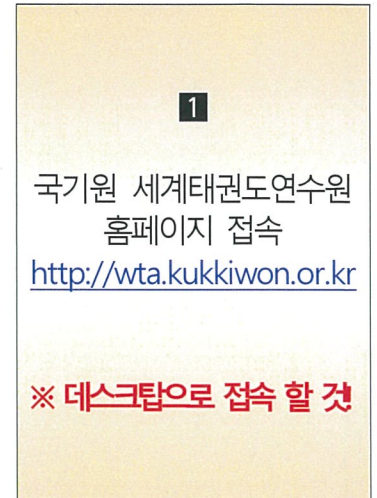 1
국기원 세계태권도연수원
홈페이지 접속
http://wta.kukkiwon.or.kr
※ 데스크탑으로 접속 할 것!